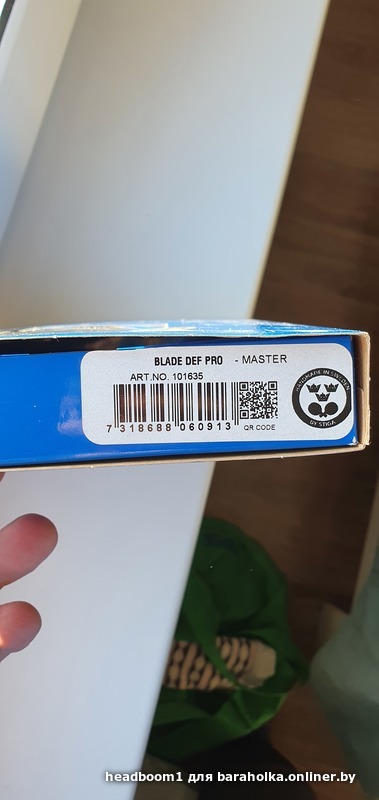 BLADE DEF PRO - MASTER
ART.NO. 101635
7 318688 060913
QR CODE
HANDMADE IN SWEDEN
BY STIGA
headboom1 для baraholka.onliner.by